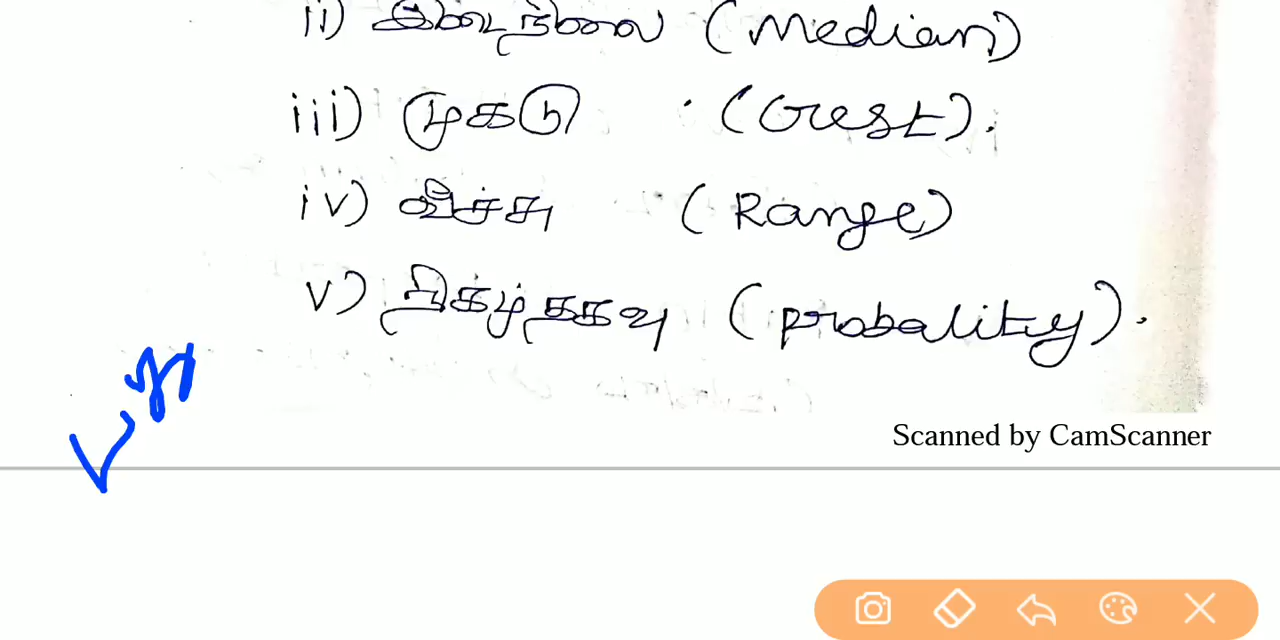 ii) இடைநிலை (Median)
iii) முகடு (Crest).
iv) வீச்சு (Range)
v) நிகழ்தகவு (probality).
Scanned by CamScanner